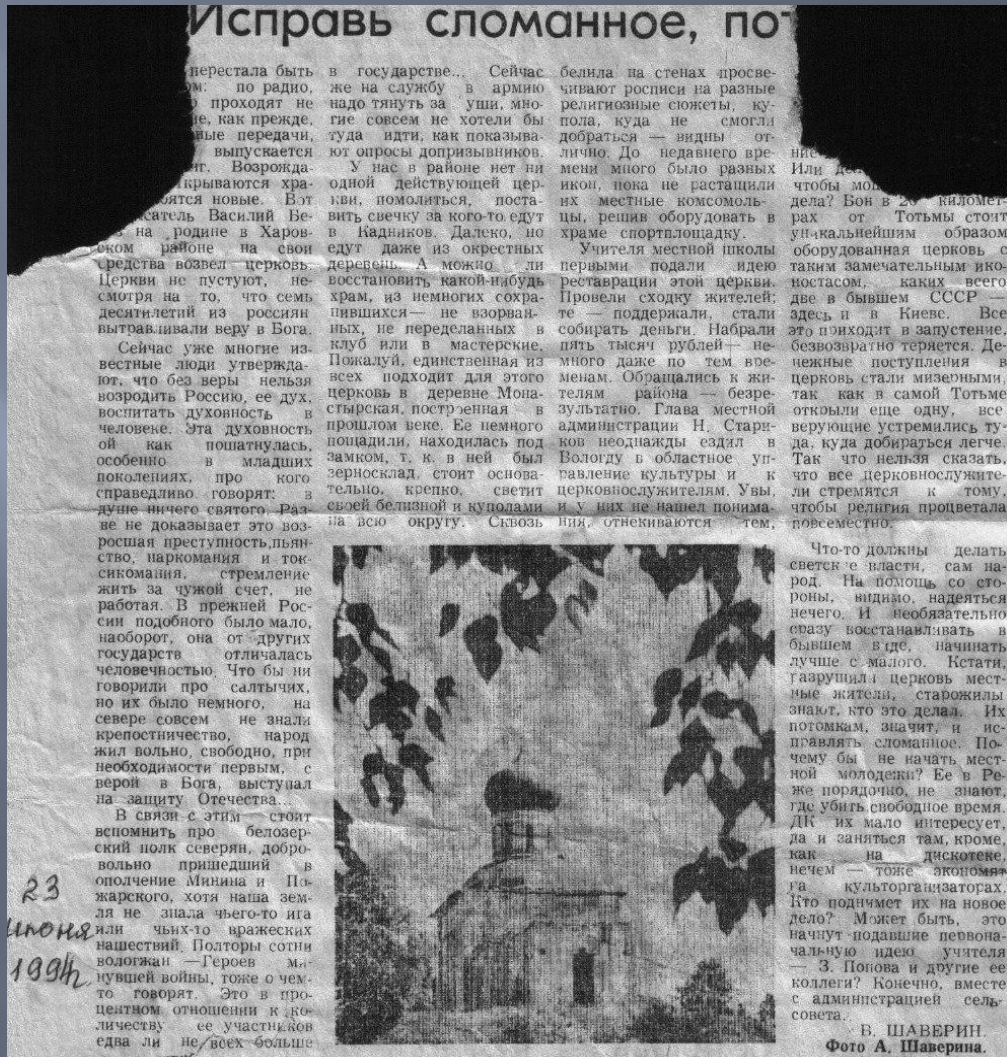 Исправь сломанное, по
перестала быть
по радио,
проходят не
как прежде,
передачи,
выпускается
Возрожда-
хра-
новые. Вот
Василий Бе-
на родине в Харов-
ском районе на свои
средства возвел церковь.
Церкви не пустуют, не-
смотря на то, что семь
десятилетий из россиян
вытравливали веру в Бога.
Сейчас уже многие из-
вестные люди утвержда-
ют, что без веры нельзя
возродить Россию, ее дух,
воспитать духовность в
человеке. Эта духовность
ой как пошатнулась,
особенно в младших
поколениях, про кого
справедливо говорят: в
душе ничего святого. Раз-
ве не доказывает это воз-
росшая преступность,пьян-
ство, наркомания и ток-
сикомания, стремление
жить за чужой счет, не
работая. В прежней Рос-
сии подобного было мало,
наоборот, она от других
государств отличалась
человечностью. Что бы ни
говорили про салтычих,
но их было немного, на
севере совсем не знали
крепостничество, народ
жил вольно, свободно, при
необходимости первым, с
верой в Бога, выступал
на защиту Отечества...
В связи с этим стоит
вспомнить про белозер-
ский полк северян, добро-
вольно пришедший в
ополчение Минина и По-
жарского, хотя наша зем-
ля не знала чьего-то ига
или чьих-то вражеских
нашествий. Полторы сотни
вологжан —Героев ми-
нувшей войны, тоже о чем-
то говорят. Это в про-
центном отношении к ко-
личеству ее участников
едва ли не всех больше
в государстве... Сейчас
же на службу в армию
надо тянуть за уши, мно-
гие совсем не хотели бы
туда идти, как показыва-
ют опросы допризывников.
У нас в районе нет ни
одной действующей цер-
кви, помолиться, поста-
вить свечку за кого-то едут
в Кадников. Далеко, но
едут даже из окрестных
деревень. А можно ли
восстановить какой-нибудь
храм, из немногих сохра-
нившихся— не взорван-
ных, не переделанных в
клуб или в мастерские.
Пожалуй, единственная из
всех подходит для этого
церковь в деревне Мона-
стырская, построенная в
прошлом веке. Ее немного
пощадили, находилась под
замком, т. к. в ней был
зерносклад, стоит основа-
тельно, крепко, светит
своей белизной и куполами
на всю округу. Сквозь
белила на стенах просве-
чивают росписи на разные
религиозные сюжеты, ку-
пола, куда не смогли
добраться — видны от-
лично. До недавнего вре-
мени много было разных
икон, пока не растащили
их местные комсомоль-
цы, решив оборудовать в
храме спортплощадку.
Учителя местной школы
первыми подали идею
реставрации этой церкви.
Провели сходку жителей;
те — поддержали, стали
собирать деньги. Набрали
пять тысяч рублей— не-
много даже по тем вре-
менам. Обращались к жи-
телям района — безре-
зультатно. Глава местной
администрации Н. Стари-
ков неоднажды ездил в
Вологду в областное уп-
равление культуры и к
церковнослужителям. Увы,
и у них не нашел понима-
ния, отнекиваются тем,
Или
чтобы
дела? Вон в километ-
рах от Тотьмы стоит
уникальнейшим образом
оборудованная церковь с
таким замечательным ико-
ностасом, каких всего
две в бывшем СССР —
здесь и в Киеве. Все
это приходит в запустение,
безвозвратно теряется. Де-
нежные поступления в
церковь стали мизерными
так как в самой Тотьме
открыли еще одну, все
верующие устремились ту-
да, куда добираться легче.
Так что нельзя сказать,
что все церковнослужите-
ли стремятся к тому,
чтобы религия процветала
повсеместно.
Что-то должны делать
светские власти, сам на-
род. На помощь со сто-
роны, видимо, надеяться
нечего. И необязательно
сразу восстанавливать в
бывшем виде, начинать
лучше с малого. Кстати,
разрушили церковь мест-
ные жители, старожилы
знают, кто это делал. Их
потомкам, значит, и ис-
правлять сломанное. По-
чему бы не начать мест-
ной молодежи? Ее в Ре-
же порядочно, не знают,
где убить свободное время.
ДК их мало интересует,
да и заняться там, кроме,
как на дискотеке,
нечем — тоже экономят
на культорганизаторах.
Кто поднимет их на новое
дело? Может быть, это
начнут подавшие первона-
чальную идею учителя
— З. Попова и другие ее
коллеги? Конечно, вместе
с администрацией сель-
совета.
В. ШАВЕРИН.
Фото А. Шаверина.
23
июня
1994г.